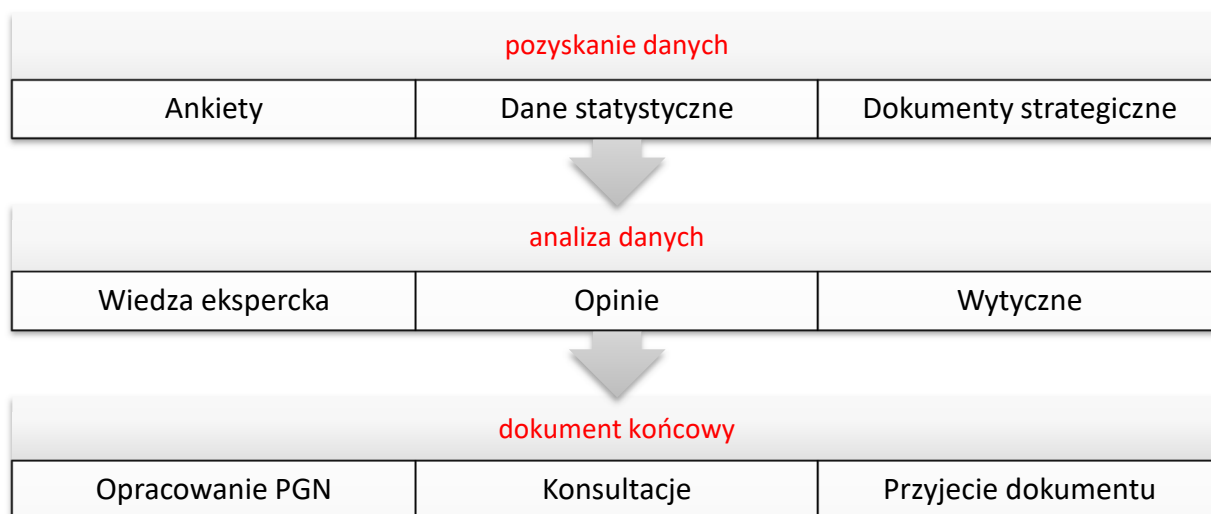 pozyskanie danych
Ankiety
Dane statystyczne
Dokumenty strategiczne
analiza danych
Wiedza ekspercka
Opinie
Wytyczne
dokument końcowy
Opracowanie PGN
Konsultacje
Przyjecie dokumentu